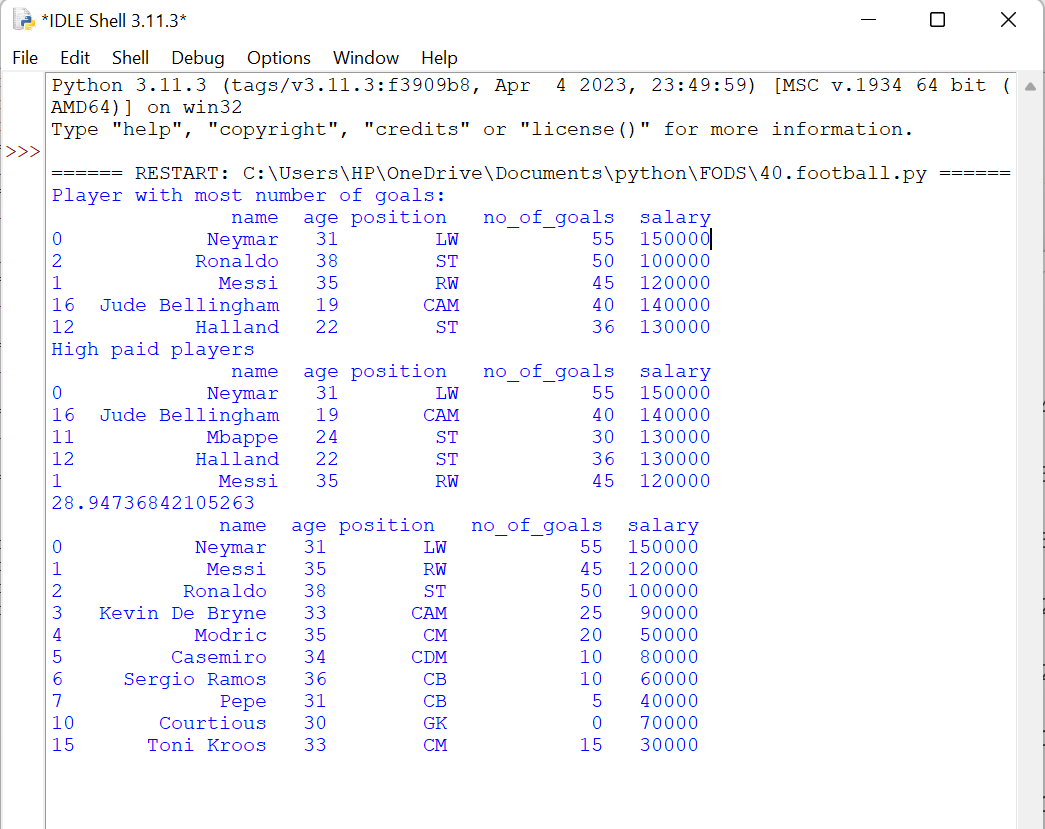 *IDLE Shell 3.11.3*
File Edit Shell Debug Options Window Help
Python 3.11.3 (tags/v3.11.3:f3909b8, Apr  4 2023, 23:49:59) [MSC v.1934 64 bit (
AMD64)] on win32
Type "help", "copyright", "credits" or "license()" for more information.
>>>
====== RESTART: C:\Users\HP\OneDrive\Documents\python\FODS\40.football.py ======
Player with most number of goals:
               name  age position   no_of_goals  salary
0            Neymar   31        LW           55  150000
2           Ronaldo   38        ST           50  100000
1             Messi   35        RW           45  120000
16  Jude Bellingham   19       CAM           40  140000
12          Halland   22        ST           36  130000
High paid players
               name  age position   no_of_goals  salary
0            Neymar   31        LW           55  150000
16  Jude Bellingham   19       CAM           40  140000
11           Mbappe   24        ST           30  130000
12          Halland   22        ST           36  130000
1             Messi   35        RW           45  120000
28.94736842105263
              name  age position   no_of_goals  salary
0           Neymar   31        LW           55  150000
1            Messi   35        RW           45  120000
2          Ronaldo   38        ST           50  100000
3   Kevin De Bryne   33       CAM           25   90000
4           Modric   35        CM           20   50000
5         Casemiro   34       CDM           10   80000
6     Sergio Ramos   36        CB           10   60000
7             Pepe   31        CB            5   40000
10       Courtious   30        GK            0   70000
15      Toni Kroos   33        CM           15   30000